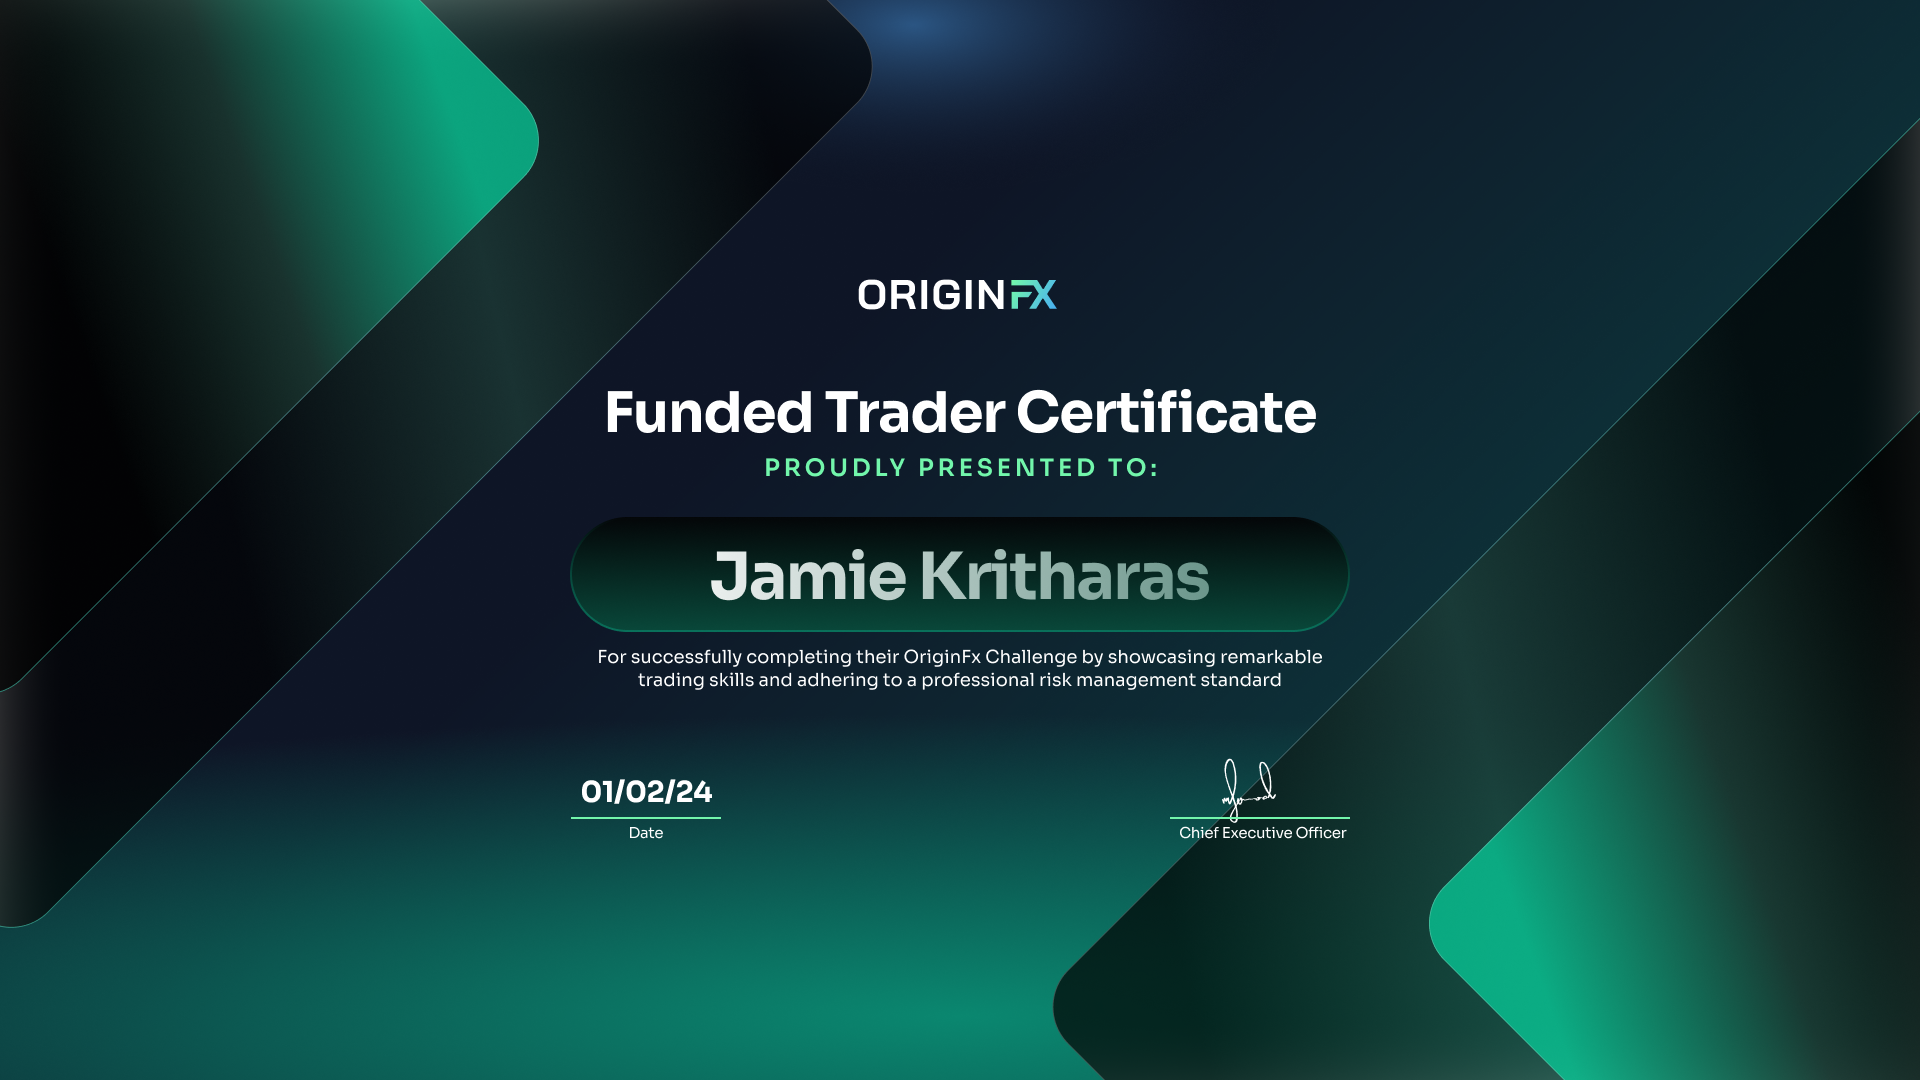 ORIGINFX
Funded Trader Certificate
PROUDLY PRESENTED TO:
Jamie Kritharas
For successfully completing their OriginFx Challenge by showcasing remarkable
trading skills and adhering to a professional risk management standard
01/02/24
Date
Chief Executive Officer